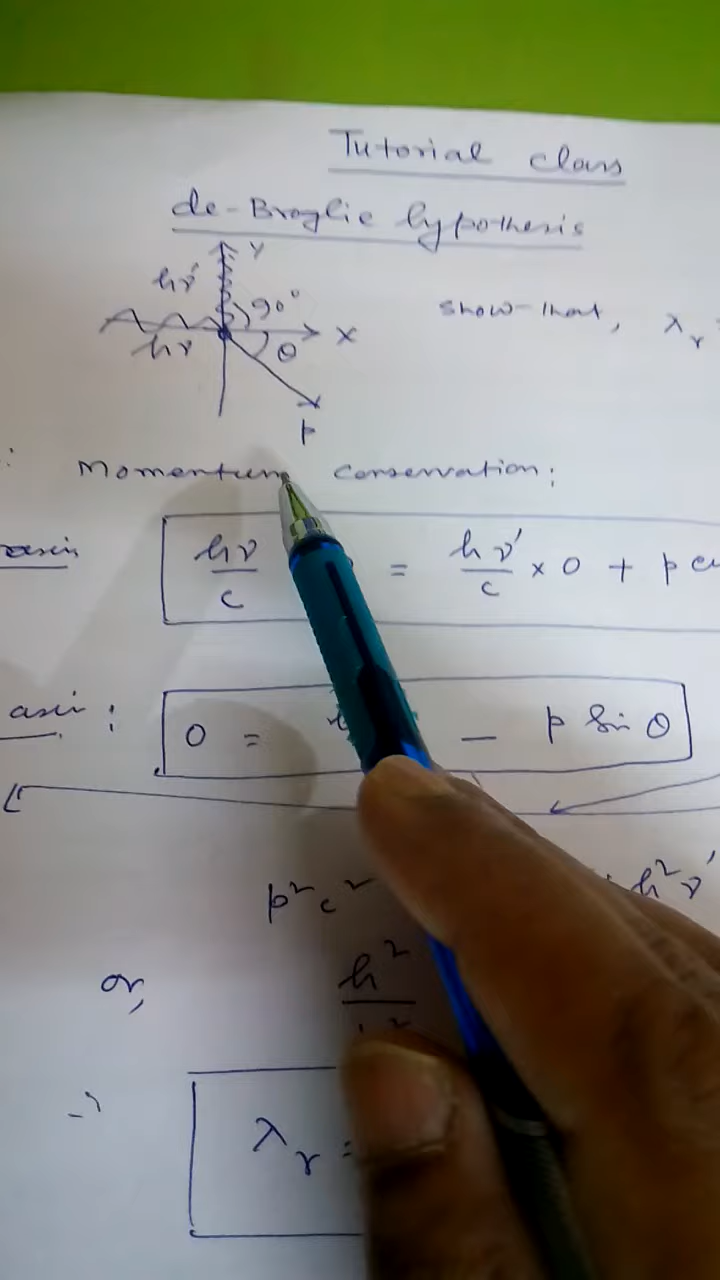 Tutorial class
de-Broglie hypothesis
Y
hν'
90°
X
hν
θ
p
show-that, λr
: Momentum conservation:
hν/c = hν'/c × 0 + p
0 = − p Sin θ
p²c² h²ν'
or, h²
λr =